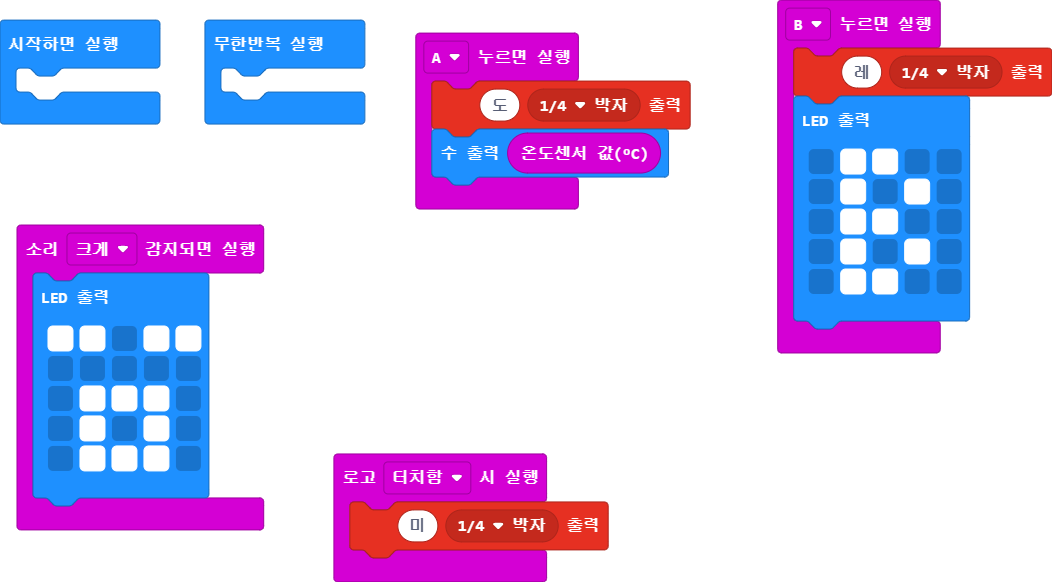 시작하면 실행
무한반복 실행
A 누르면 실행
도 1/4 박자 출력
수 출력 온도센서 값(ºC)
B 누르면 실행
레 1/4 박자 출력
LED 출력
소리 크게 감지되면 실행
LED 출력
로고 터치함 시 실행
미 1/4 박자 출력